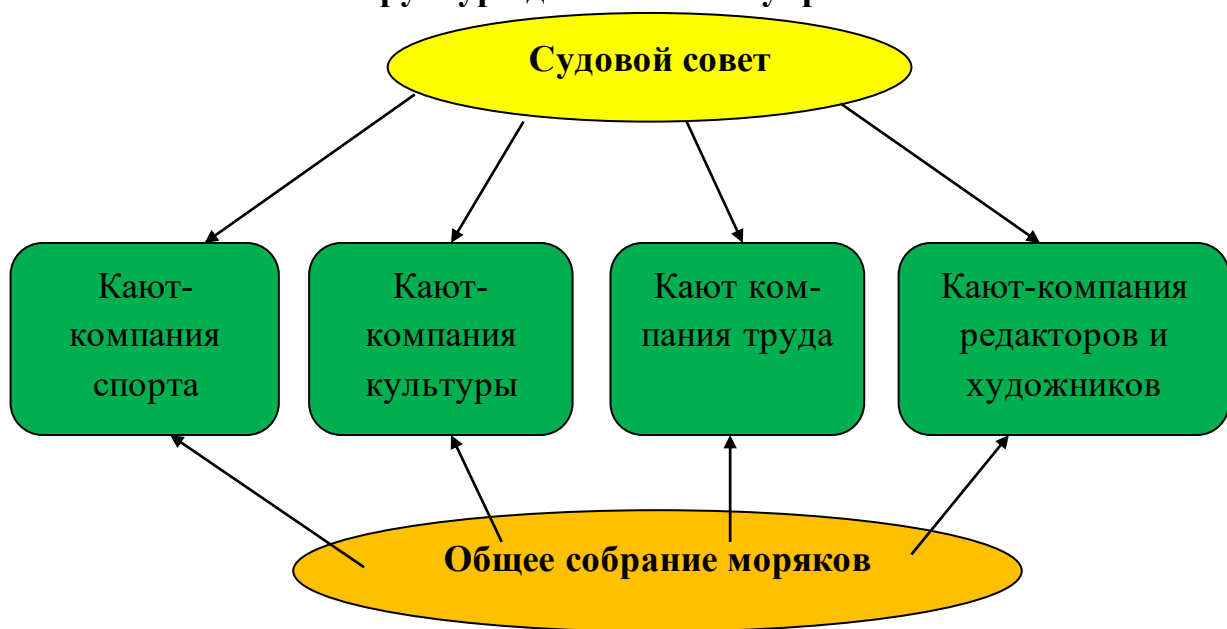 Судовой совет
Кают-
компания
спорта
Кают-
компания
культуры
Кают ком-
пания труда
Кают-компания
редакторов и
художников
Общее собрание моряков